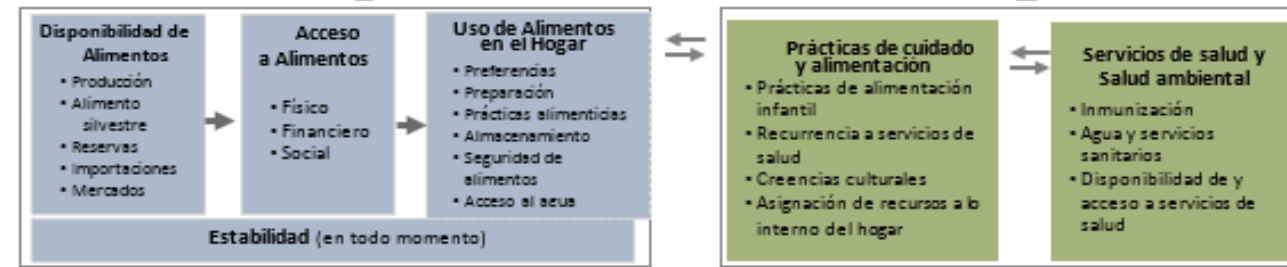 Disponibilidad de
Alimentos
• Producción
• Alimento
silvestre
• Reservas
• Importaciones
• Mercados
Acceso
a Alimentos
• Físico
• Financiero
• Social
Uso de Alimentos
en el Hogar
• Preferencias
• Preparación
• Prácticas alimenticias
• Almacenamiento
• Seguridad de
alimentos
• Acceso al agua
Estabilidad (en todo momento)
Prácticas de cuidado
y alimentación
• Prácticas de alimentación
infantil
• Recurrencia a servicios de
salud
• Creencias culturales
• Asignación de recursos a lo
interno del hogar
Servicios de salud y
Salud ambiental
• Inmunización
• Agua y servicios
sanitarios
• Disponibilidad de y
acceso a servicios de
salud